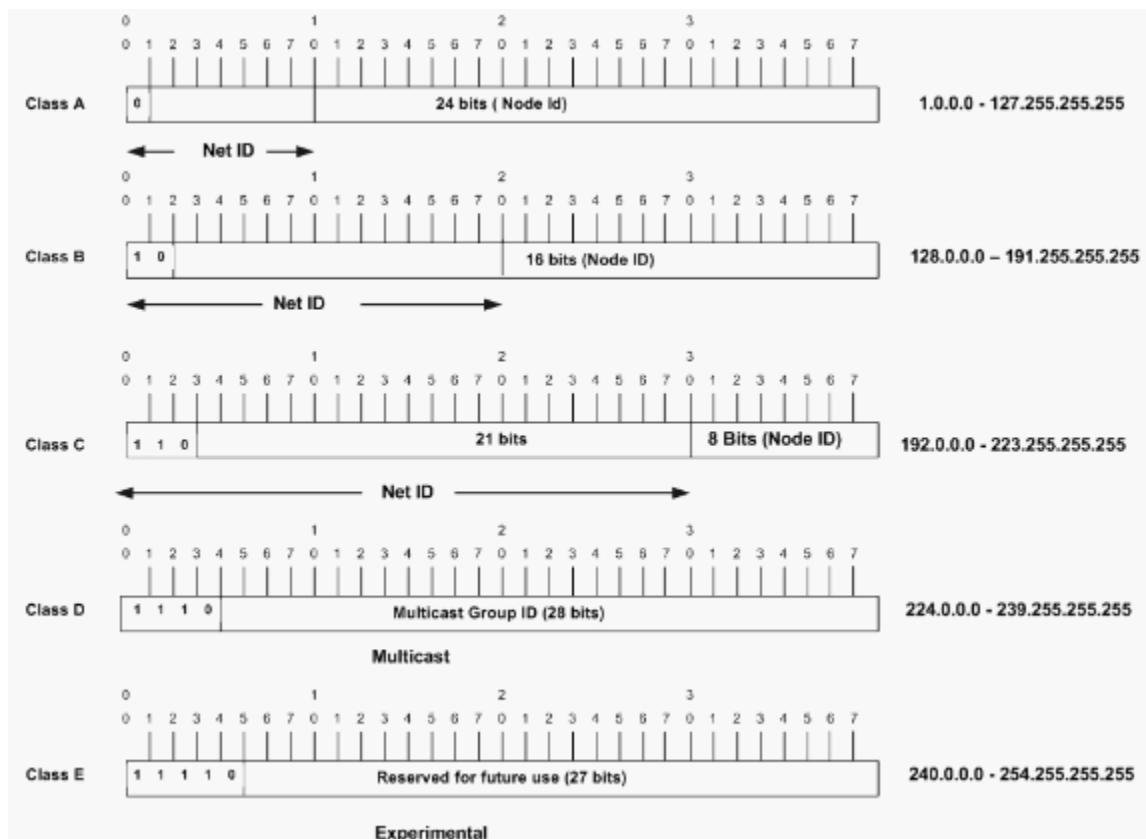 0 1 2 3
0 1 2 3 4 5 6 7 0 1 2 3 4 5 6 7 0 1 2 3 4 5 6 7 0 1 2 3 4 5 6 7
Class A 0 24 bits ( Node Id) 1.0.0.0 - 127.255.255.255
Net ID
0 1 2 3
0 1 2 3 4 5 6 7 0 1 2 3 4 5 6 7 0 1 2 3 4 5 6 7 0 1 2 3 4 5 6 7
Class B 1 0 16 bits (Node ID) 128.0.0.0 – 191.255.255.255
Net ID
0 1 2 3
0 1 2 3 4 5 6 7 0 1 2 3 4 5 6 7 0 1 2 3 4 5 6 7 0 1 2 3 4 5 6 7
Class C 1 1 0 21 bits 8 Bits (Node ID) 192.0.0.0 - 223.255.255.255
Net ID
0 1 2 3
0 1 2 3 4 5 6 7 0 1 2 3 4 5 6 7 0 1 2 3 4 5 6 7 0 1 2 3 4 5 6 7
Class D 1 1 1 0 Multicast Group ID (28 bits) 224.0.0.0 - 239.255.255.255
Multicast
0 1 2 3
0 1 2 3 4 5 6 7 0 1 2 3 4 5 6 7 0 1 2 3 4 5 6 7 0 1 2 3 4 5 6 7
Class E 1 1 1 1 0 Reserved for future use (27 bits) 240.0.0.0 - 254.255.255.255
Experimental